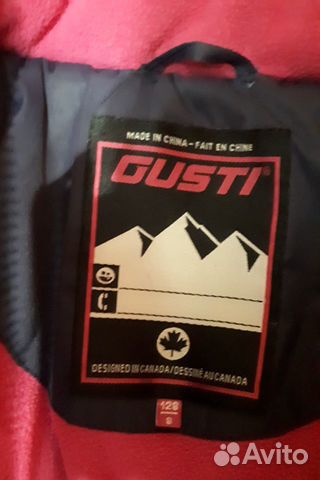 MADE IN CHINA - FAIT EN CHINE
GUSTI®
DESIGNED IN CANADA/DESSINÉ AU CANADA
128
8
Avito